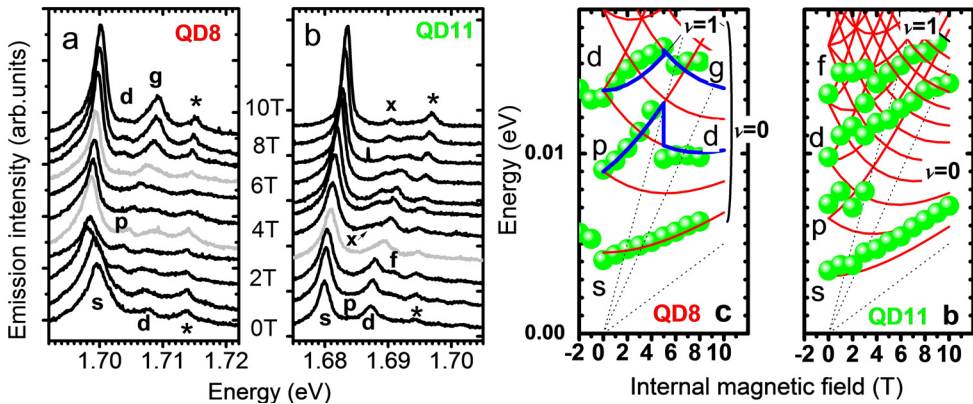 a
QD8
g
d
*
p
s
d
*
Emission intensity (arb.units)
1.70
1.71
1.72
10T
8T
6T
4T
2T
0T
b
QD11
x
*
x
f
s
p
d
*
1.68
1.69
1.70
Energy (eV)
Energy (eV)
0.01
0.00
ν=1
d
g
ν=0
p
d
s
QD8 c
-2 0 2 4 6 8 10
ν=1
f
d
ν=0
p
s
QD11 b
-2 0 2 4 6 8 10
Internal magnetic field (T)